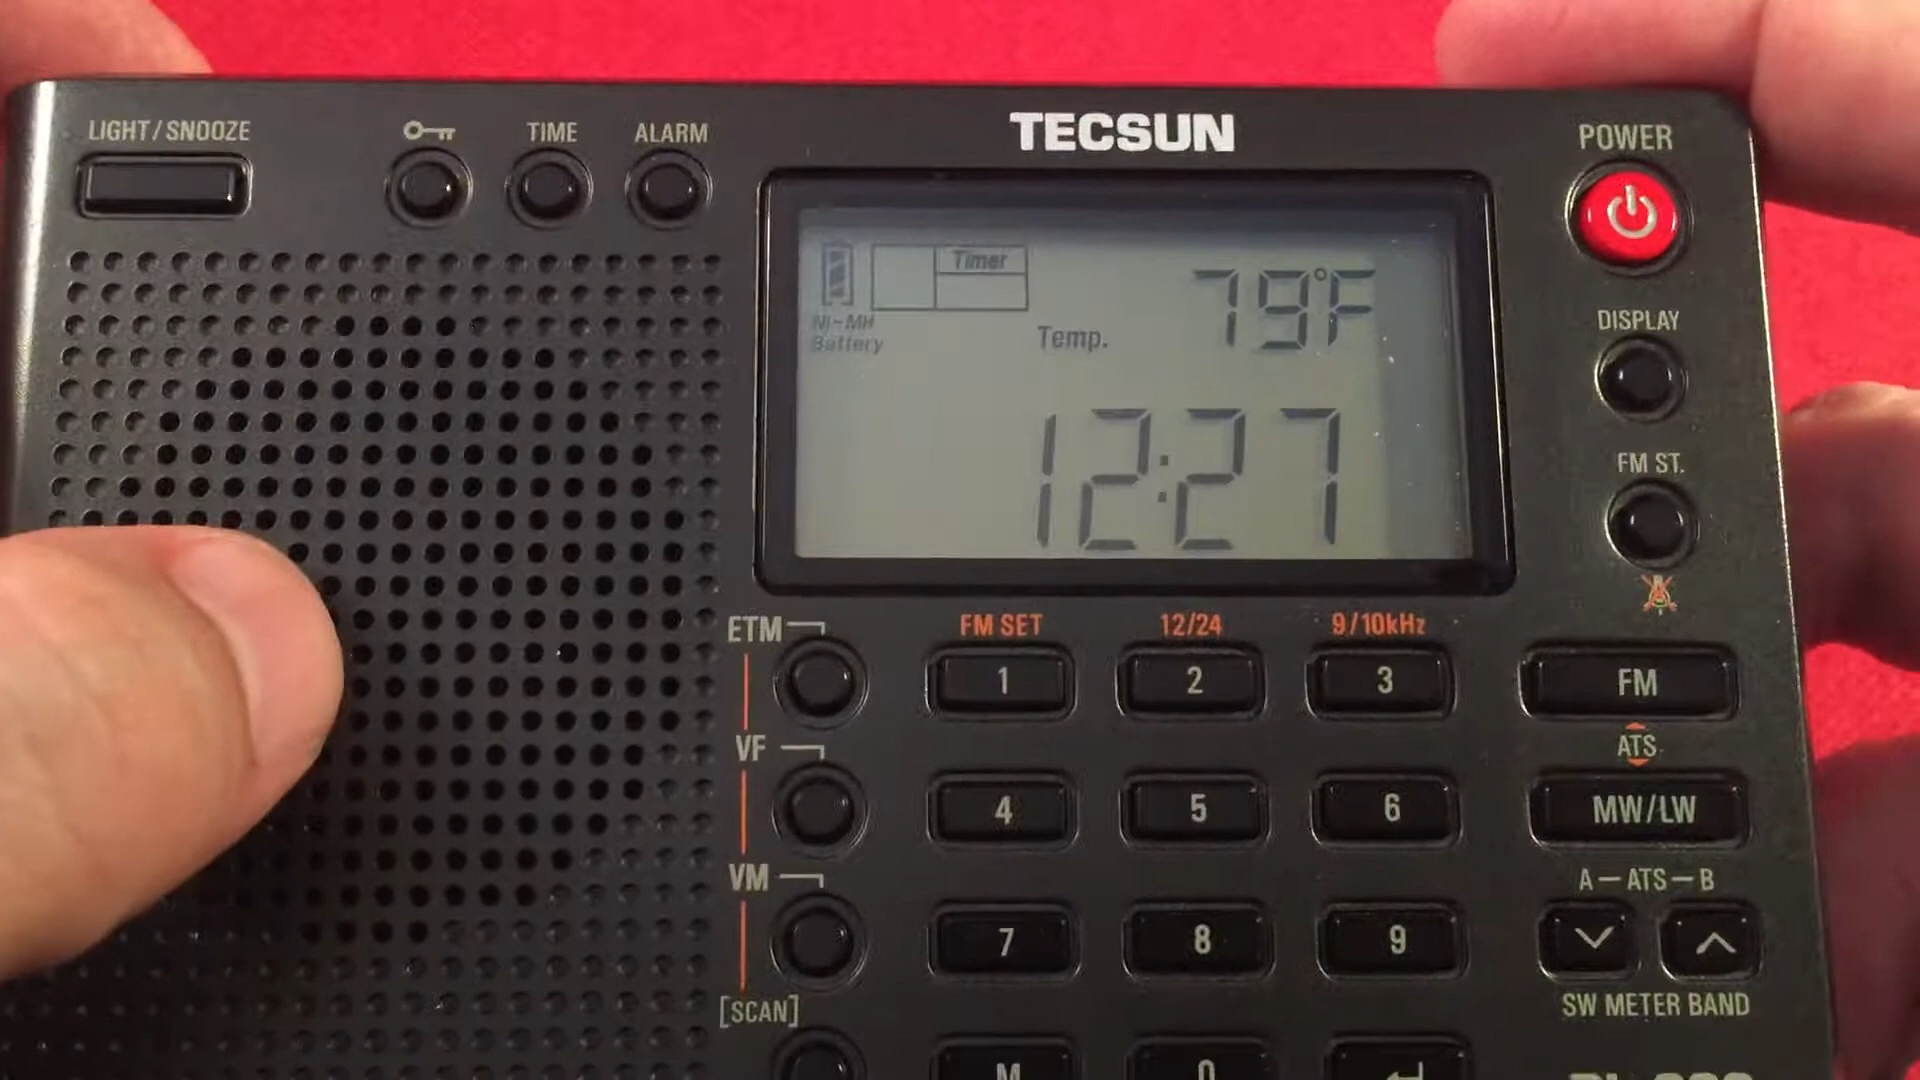 TECSUN
LIGHT / SNOOZE
TIME
ALARM
POWER
Timer
79°F
Ni-MH
Battery
Temp.
DISPLAY
12:27
FM ST.
ETM
FM SET
12/24
9/10kHz
1
2
3
FM
VF
ATS
4
5
6
MW/LW
VM
A — ATS — B
7
8
9
[SCAN]
SW METER BAND
M
0